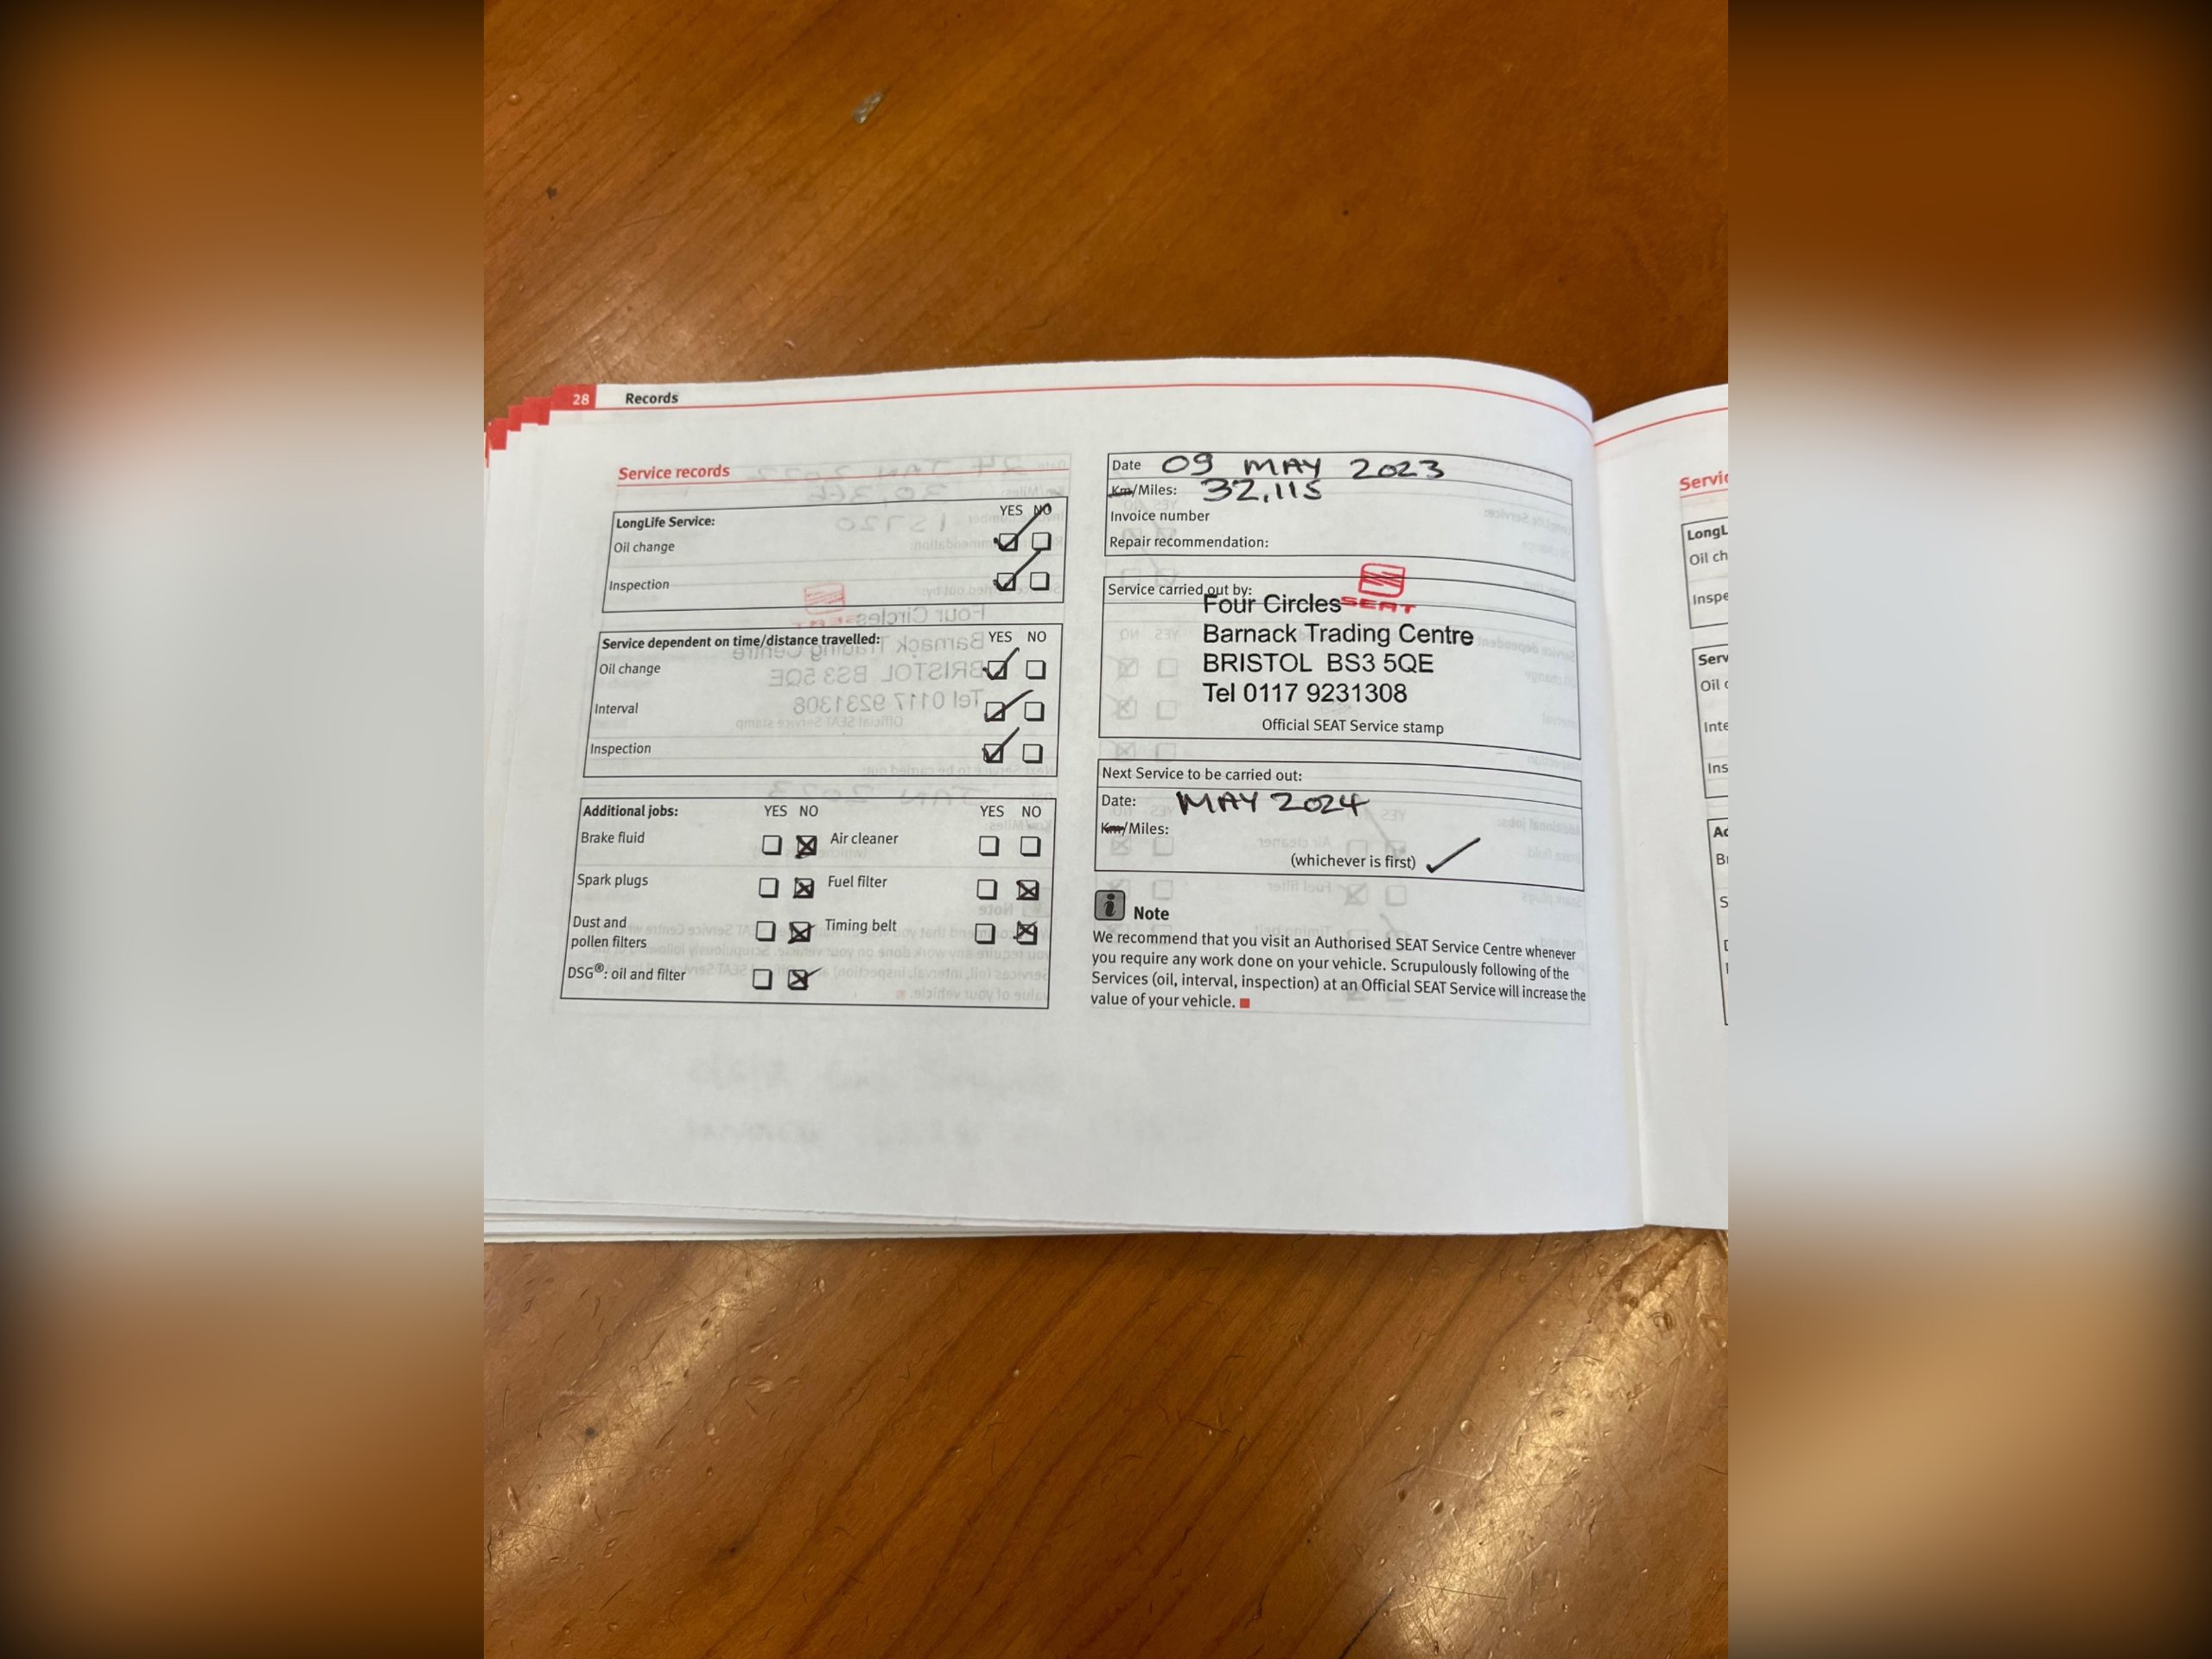 28 Records
Service records
LongLife Service: YES NO
Oil change
Inspection
Service dependent on time/distance travelled: YES NO
Oil change
Interval
Inspection
Additional jobs: YES NO YES NO
Brake fluid Air cleaner
Spark plugs Fuel filter
Dust and
pollen filters Timing belt
DSG®: oil and filter
Date 09 MAY 2023
Km/Miles: 32,115
Invoice number
Repair recommendation:
Service carried out by:
SEAT
Four Circles
Barnack Trading Centre
BRISTOL BS3 5QE
Tel 0117 9231308
Official SEAT Service stamp
Next Service to be carried out:
Date: MAY 2024
Km/Miles:
(whichever is first)
i Note
We recommend that you visit an Authorised SEAT Service Centre whenever
you require any work done on your vehicle. Scrupulously following of the
Services (oil, interval, inspection) at an Official SEAT Service will increase the
value of your vehicle.